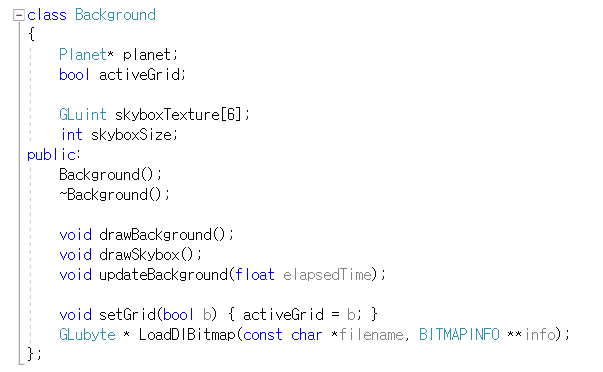 class Background
{
Planet* planet;
bool activeGrid;
GLuint skyboxTexture[6];
int skyboxSize;
public:
Background();
~Background();
void drawBackground();
void drawSkybox();
void updateBackground(float elapsedTime);
void setGrid(bool b) { activeGrid = b; }
GLubyte * LoadDIBitmap(const char *filename, BITMAPINFO **info);
};